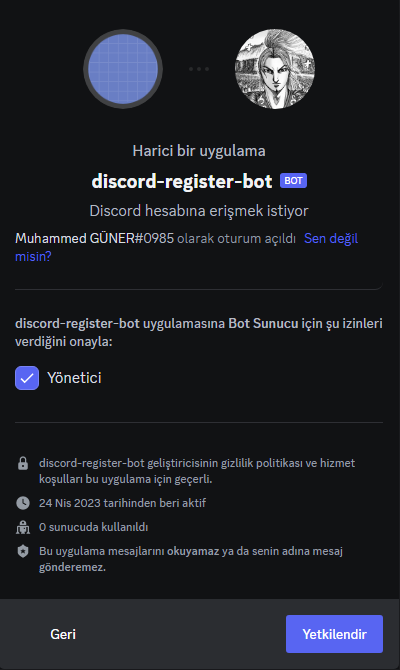 Harici bir uygulama
discord-register-bot BOT
Discord hesabına erişmek istiyor
Muhammed GÜNER#0985 olarak oturum açıldı Sen değil
misin?
discord-register-bot uygulamasına Bot Sunucu için şu izinleri
verdiğini onayla:
Yönetici
discord-register-bot geliştiricisinin gizlilik politikası ve hizmet
koşulları bu uygulama için geçerli.
24 Nis 2023 tarihinden beri aktif
0 sunucuda kullanıldı
Bu uygulama mesajlarını okuyamaz ya da senin adına mesaj
gönderemez.
Geri
Yetkilendir